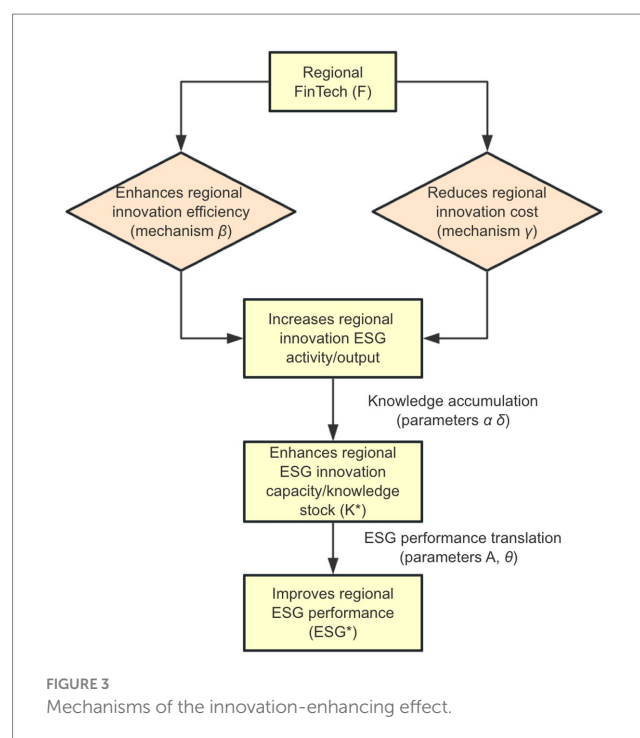 Regional
FinTech (F)
Enhances regional
innovation efficiency
(mechanism β)
Reduces regional
innovation cost
(mechanism γ)
Increases regional
innovation ESG
activity/output
Knowledge accumulation
(parameters α δ)
Enhances regional
ESG innovation
capacity/knowledge
stock (K*)
ESG performance translation
(parameters A, θ)
Improves regional
ESG performance
(ESG*)
FIGURE 3
Mechanisms of the innovation-enhancing effect.